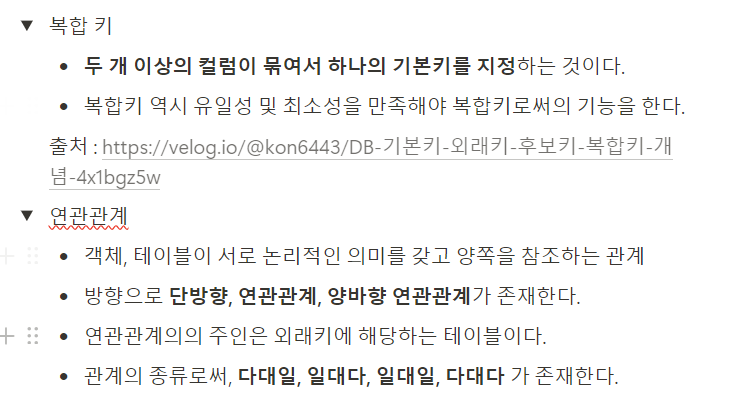 복합 키
두 개 이상의 컬럼이 묶여서 하나의 기본키를 지정하는 것이다.
복합키 역시 유일성 및 최소성을 만족해야 복합키로써의 기능을 한다.
출처 : https://velog.io/@kon6443/DB-기본키-외래키-후보키-복합키-개
념-4x1bgz5w
연관관계
객체, 테이블이 서로 논리적인 의미를 갖고 양쪽을 참조하는 관계
방향으로 단방향, 연관관계, 양바향 연관관계가 존재한다.
연관관계의의 주인은 외래키에 해당하는 테이블이다.
관계의 종류로써, 다대일, 일대다, 일대일, 다대다 가 존재한다.